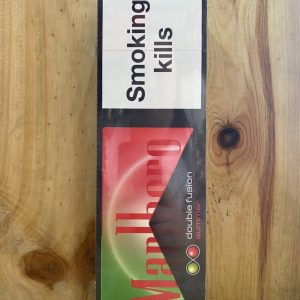 Smoking
kills
Marlboro
double fusion
summer